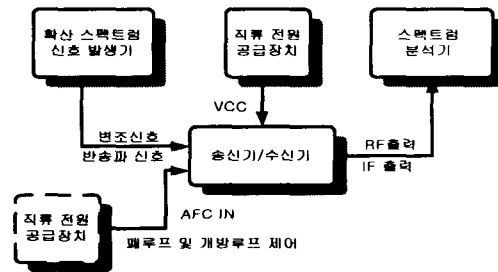 확산 스펙트럼
신호 발생기
직류 전원
공급장치
스펙트럼
분석기
VCC
변조신호
반송파 신호
송신기/수신기
RF출력
IF 출력
직류 전원
공급장치
AFC IN
폐루프 및 개방루프 제어